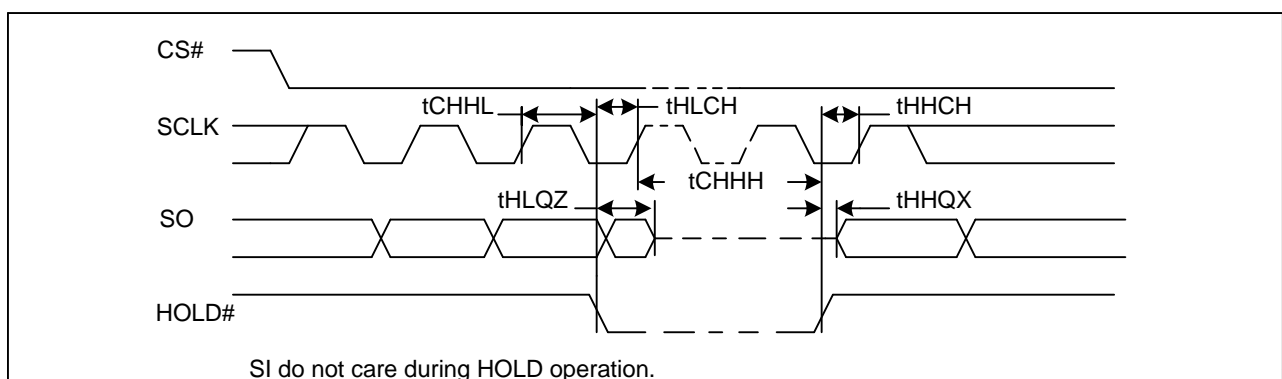 CS#
tCHHL
tHLCH
tHHCH
SCLK
tCHHH
tHLQZ
tHHQX
SO
HOLD#
SI do not care during HOLD operation.